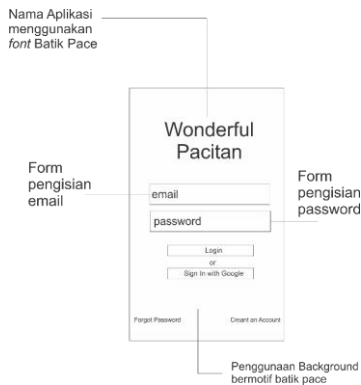 Nama Aplikasi
menggunakan
font Batik Pace
Wonderful
Pacitan
Form
pengisian
email
email
password
Form
pengisian
password
Login
or
Sign In with Google
Forgot Password
Creant an Account
Penggunaan Background
bermotif batik pace